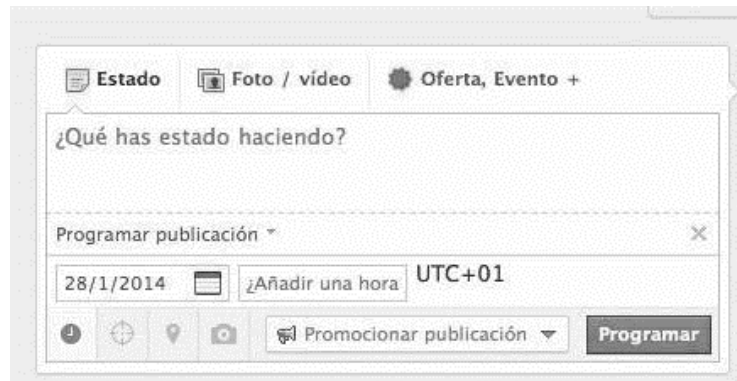 Estado Foto / vídeo Oferta, Evento +
¿Qué has estado haciendo?
Programar publicación
28/1/2014 ¿Añadir una hora UTC+01
Promocionar publicación Programar